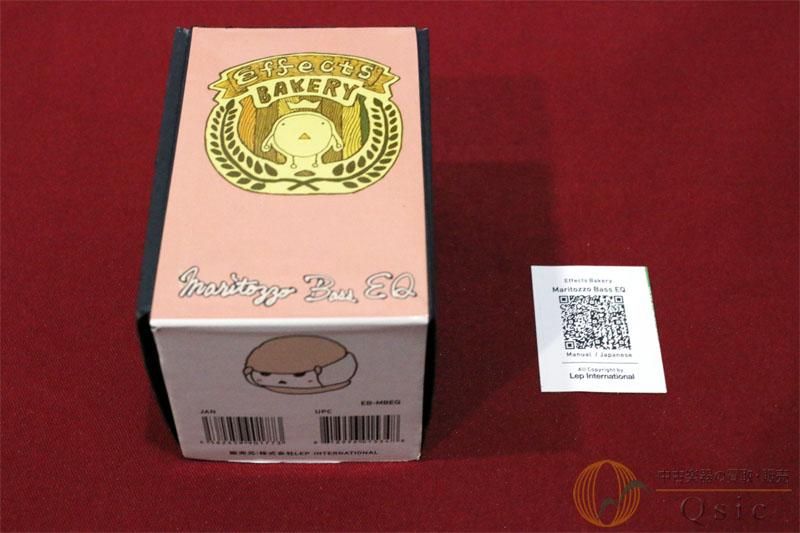 Effects
BAKERY
Maritozzo Bass EQ
EB-MBEQ
JAN
UPC
販売元:株式会社LEP INTERNATIONAL
Effects Bakery
Maritozzo Bass EQ
Manual / Japanese
All Copyright by
Lep International
中古楽器の買取・販売
Qsic